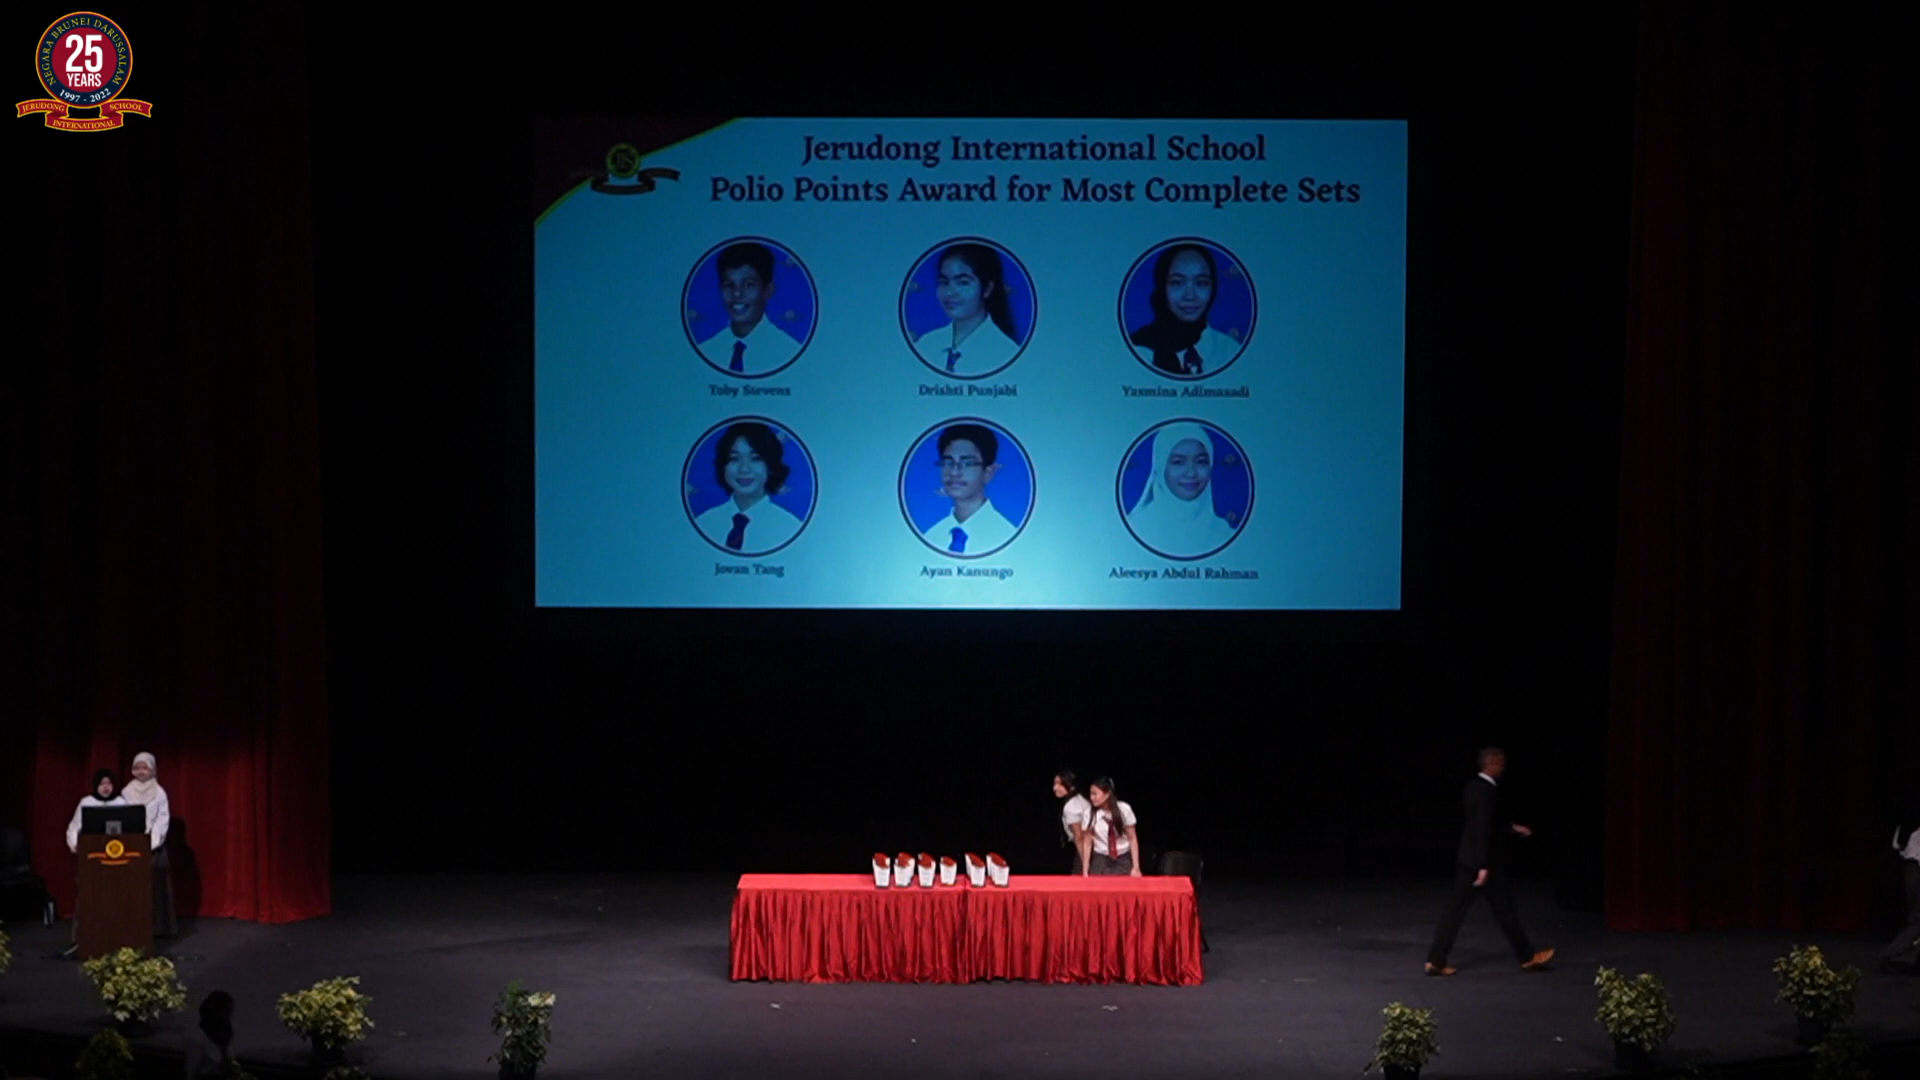 NEGARA BRUNEI DARUSSALAM
25
YEARS
1997 - 2022
JERUDONG SCHOOL
INTERNATIONAL
Jerudong International School
Polio Points Award for Most Complete Sets
Toby Stevens
Drishti Punjabi
Yasmina Adimasadi
Jovan Tang
Ayan Kanungo
Aleesya Abdul Rahman